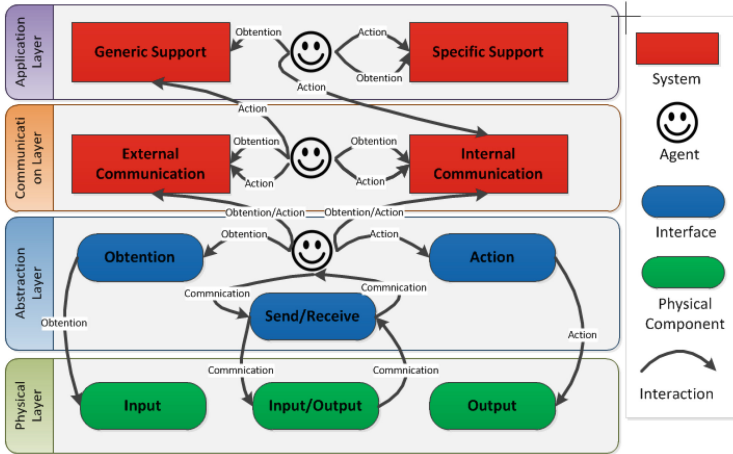 Application
Layer
Generic Support
Obtention
Action
Obtention
Specific Support
Action
Action
Communicati
on Layer
External
Communication
Obtention
Action
Obtention
Action
Internal
Communication
Obtention/Action
Obtention/Action
Abstraction
Layer
Obtention
Obtention
Action
Action
Commnication
Commnication
Send/Receive
Obtention
Action
Commnication
Commnication
Physical
Layer
Input
Input/Output
Output
System
Agent
Interface
Physical
Component
Interaction